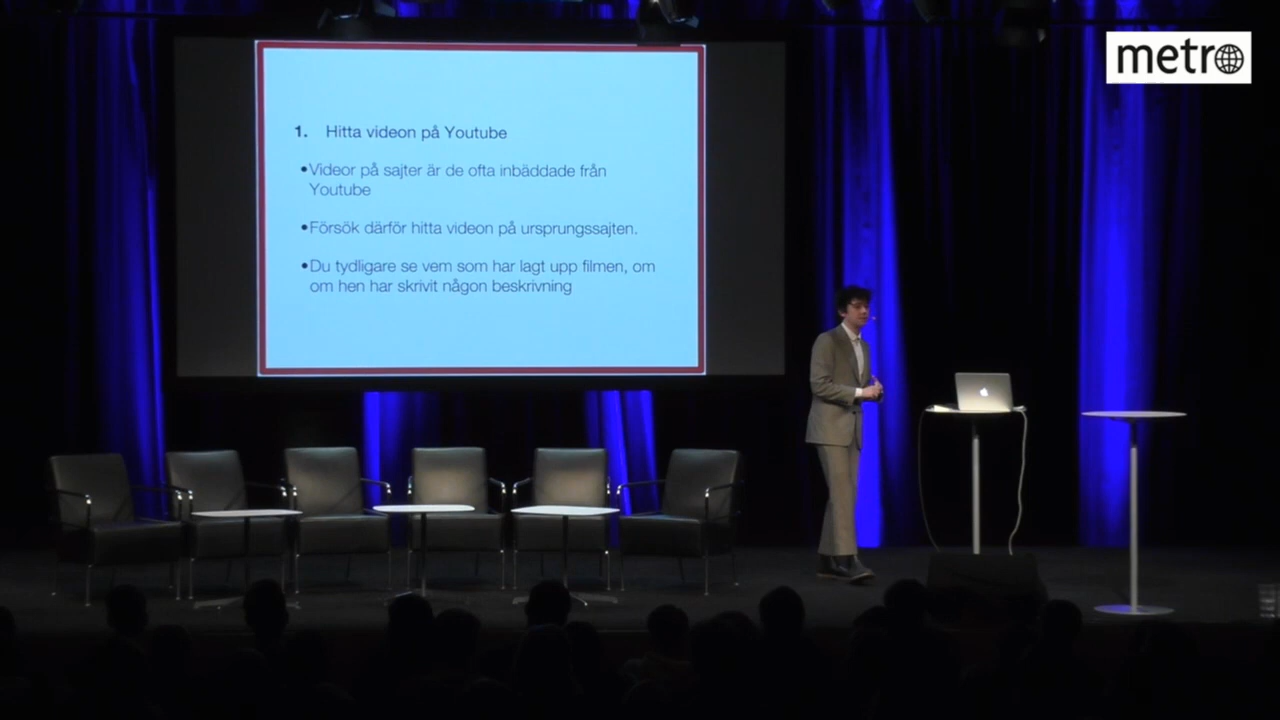 metro
1. Hitta videon på Youtube
•Videor på sajter är de ofta inbäddade från
Youtube
•Försök därför hitta videon på ursprungssajten.
•Du tydligare se vem som har lagt upp filmen, om
om hen har skrivit någon beskrivning